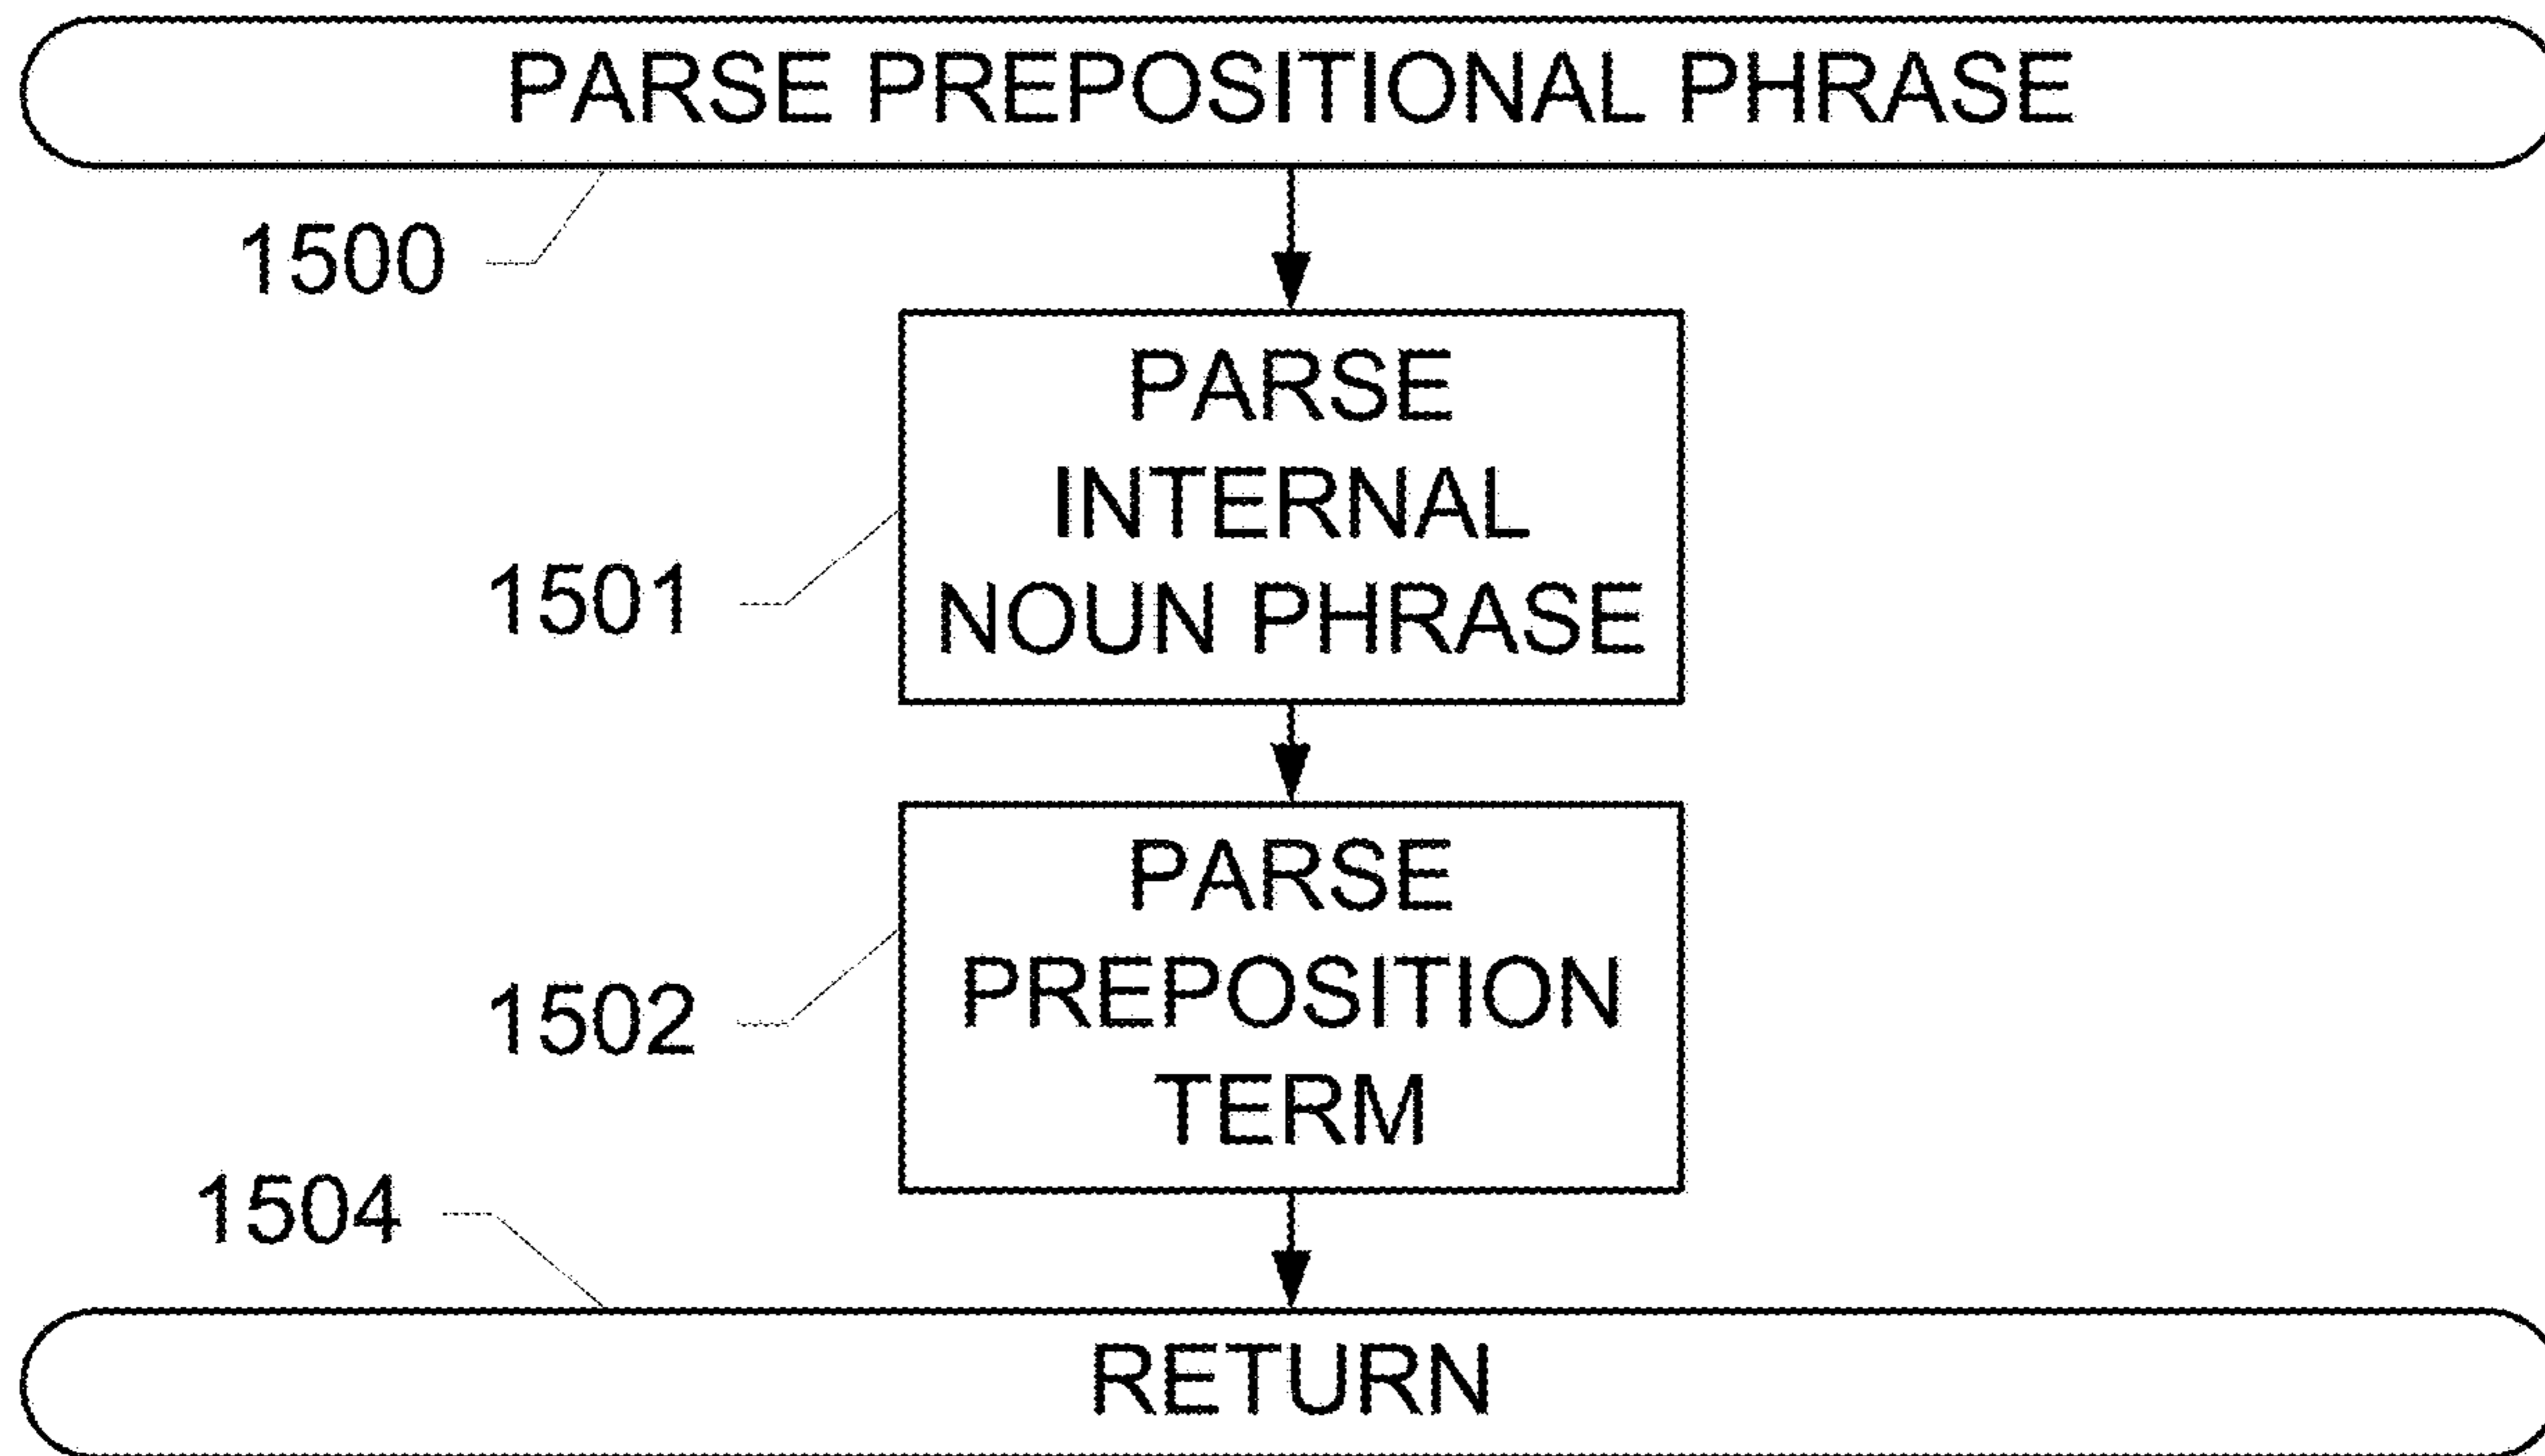 PARSE PREPOSITIONAL PHRASE
1500
PARSE
INTERNAL
NOUN PHRASE
1501
PARSE
PREPOSITION
TERM
1502
1504
RETURN